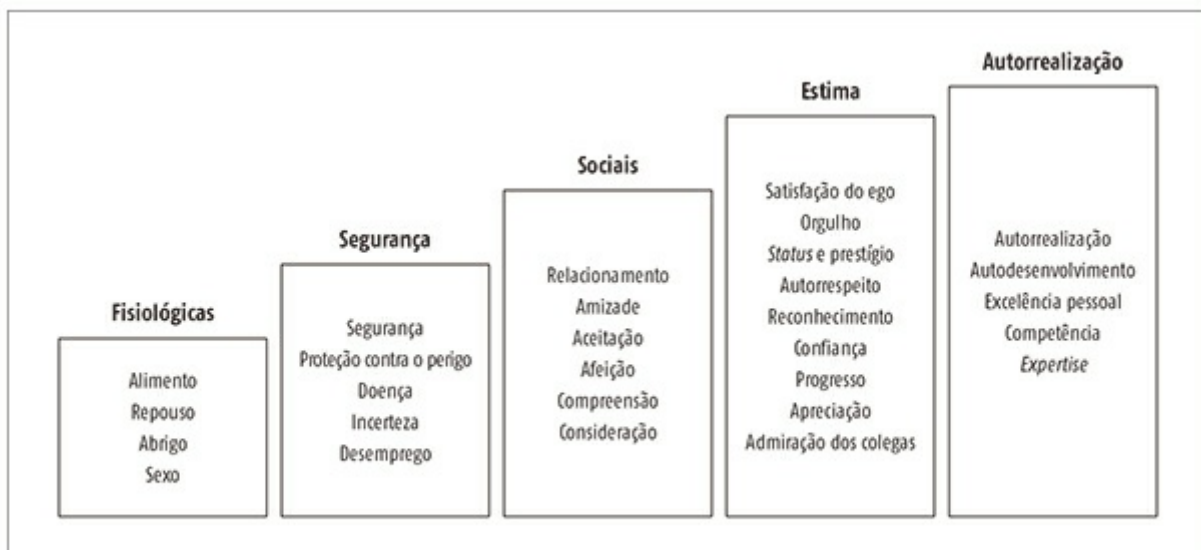 Fisiológicas
Alimento
Repouso
Abrigo
Sexo
Segurança
Segurança
Proteção contra o perigo
Doença
Incerteza
Desemprego
Sociais
Relacionamento
Amizade
Aceitação
Afeição
Compreensão
Consideração
Estima
Satisfação do ego
Orgulho
Status e prestígio
Autorrespeito
Reconhecimento
Confiança
Progresso
Apreciação
Admiração dos colegas
Autorrealização
Autorrealização
Autodesenvolvimento
Excelência pessoal
Competência
Expertise